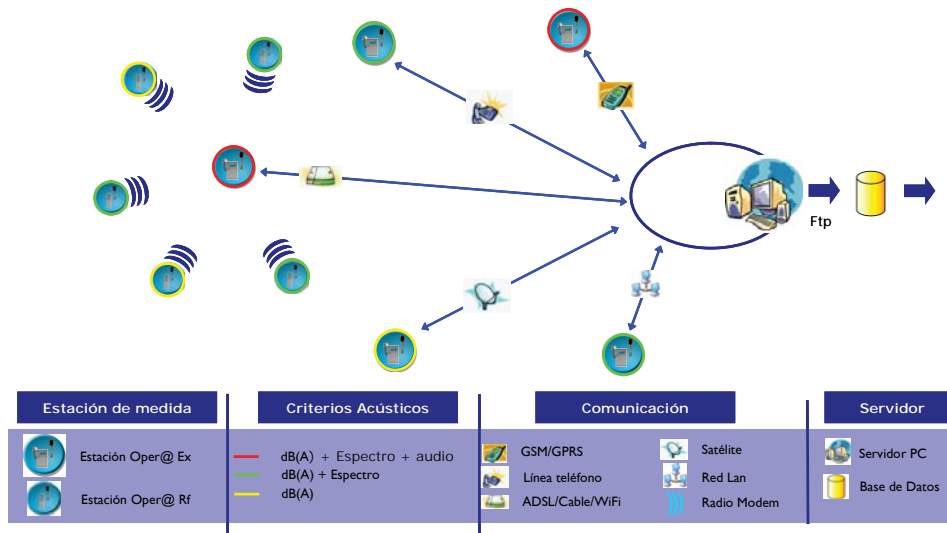 Ftp
Estación de medida
Estación Oper@ Ex
Estación Oper@ Rf
Criterios Acústicos
dB(A) + Espectro + audio
dB(A) + Espectro
dB(A)
Comunicación
GSM/GPRS
Línea teléfono
ADSL/Cable/WiFi
Satélite
Red Lan
Radio Modem
Servidor
Servidor PC
Base de Datos